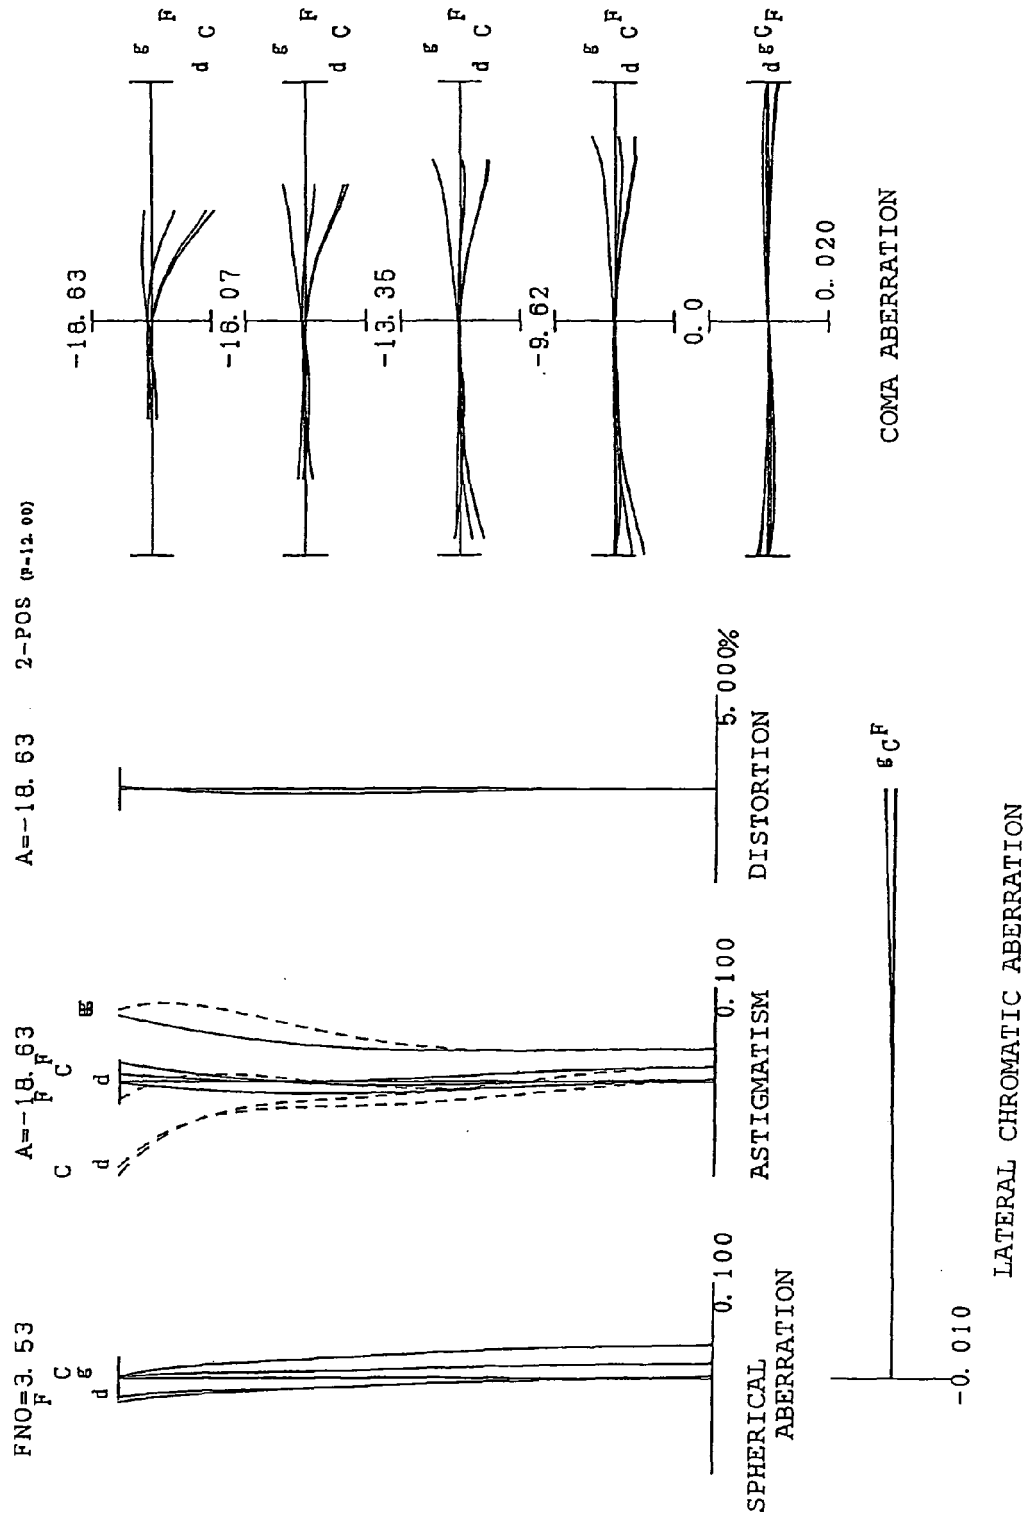 FNO=3.53
F
d
C
g
0.100
SPHERICAL
ABERRATION
A=-18.63
F F
C d C d
g
0.100
ASTIGMATISM
A=-18.63
5.000%
DISTORTION
2-POS (P=12.00)
-18.63
g F
d C
-16.07
g F
d C
-13.35
g F
d C
-9.62
g F
d C
0.0
d g C F
0.020
COMA ABERRATION
g C F
-0.010
LATERAL CHROMATIC ABERRATION